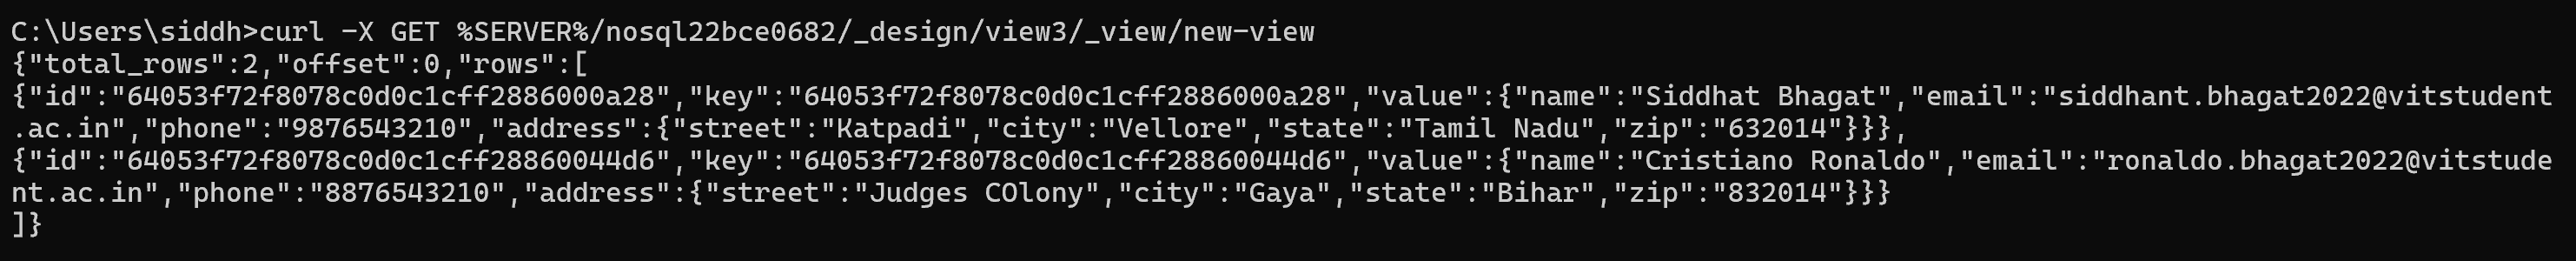 C:\Users\siddh>curl -X GET %SERVER%/nosql22bce0682/_design/view3/_view/new-view
{"total_rows":2,"offset":0,"rows":[
{"id":"64053f72f8078c0d0c1cff2886000a28","key":"64053f72f8078c0d0c1cff2886000a28","value":{"name":"Siddhat Bhagat","email":"siddhant.bhagat2022@vitstudent
.ac.in","phone":"9876543210","address":{"street":"Katpadi","city":"Vellore","state":"Tamil Nadu","zip":"632014"}}},
{"id":"64053f72f8078c0d0c1cff28860044d6","key":"64053f72f8078c0d0c1cff28860044d6","value":{"name":"Cristiano Ronaldo","email":"ronaldo.bhagat2022@vitstude
nt.ac.in","phone":"8876543210","address":{"street":"Judges COlony","city":"Gaya","state":"Bihar","zip":"832014"}}}
]}